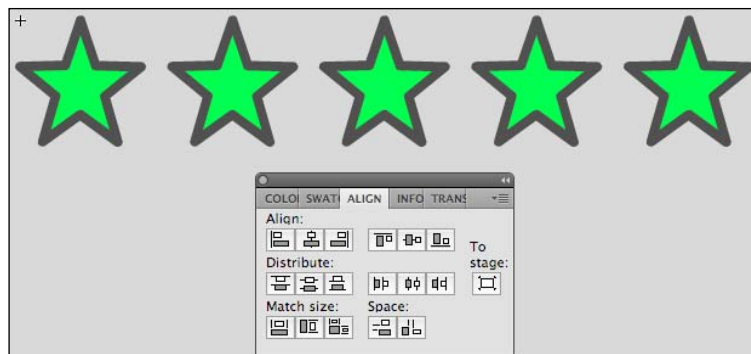 COLO SWAT ALIGN INFO TRANS
Align:
To
Distribute:
stage:
Match size: Space: